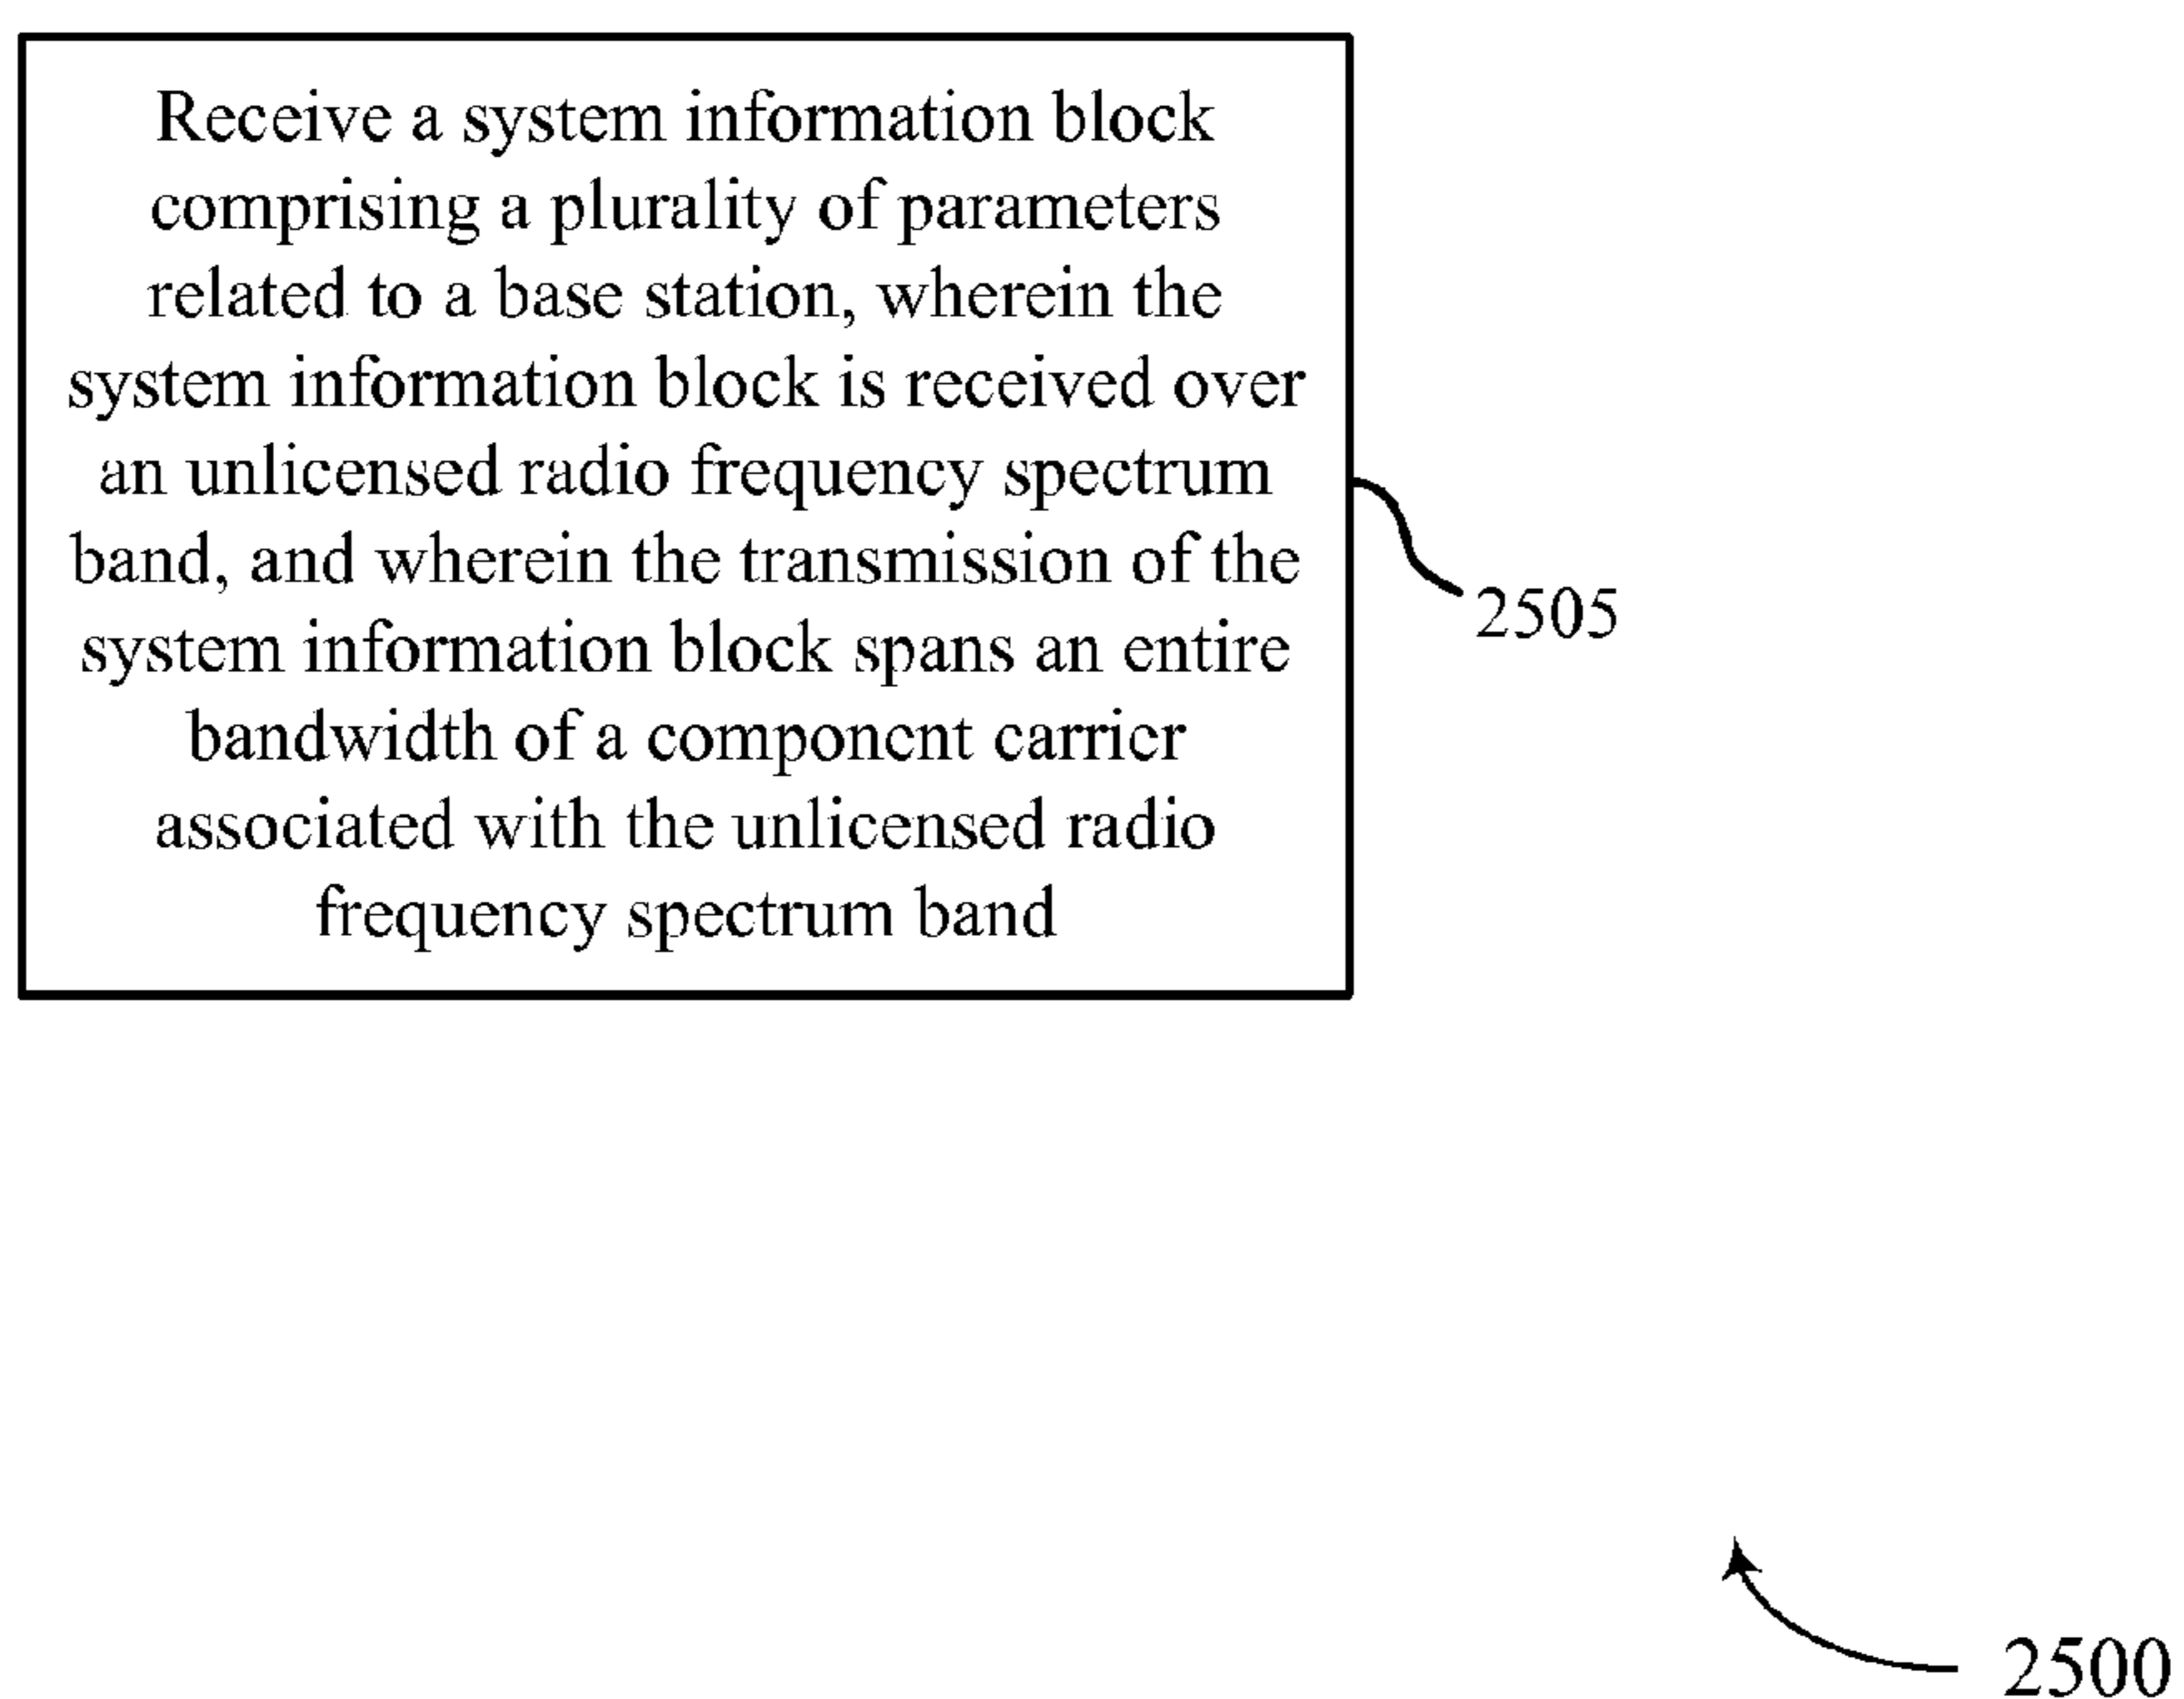 Receive a system information block
comprising a plurality of parameters
related to a base station, wherein the
system information block is received over
an unlicensed radio frequency spectrum
band, and wherein the transmission of the
system information block spans an entire
bandwidth of a component carrier
associated with the unlicensed radio
frequency spectrum band
2505
2500